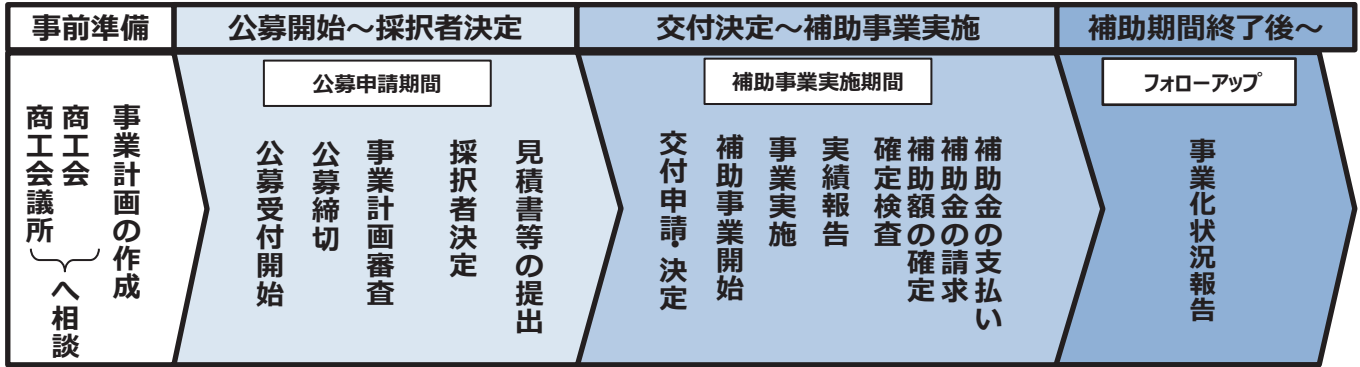 事前準備
公募開始～採択者決定
交付決定～補助事業実施
補助期間終了後～
公募申請期間
補助事業実施期間
フォローアップ
商工会議所
商工会
へ相談
事業計画の作成
公募受付開始
公募締切
事業計画審査
採択者決定
見積書等の提出
交付申請・決定
補助事業開始
事業実施
実績報告
確定検査
補助額の確定
補助金の請求
補助金の支払い
事業化状況報告